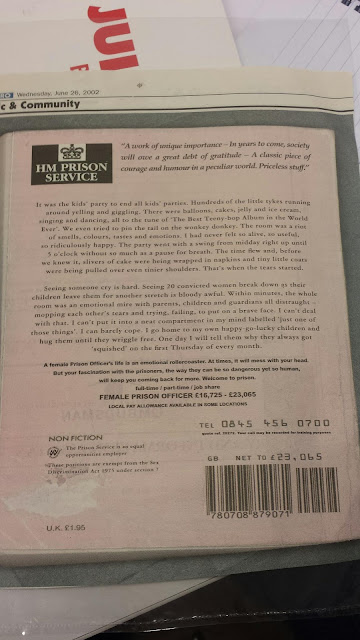 JUI
F
Wednesday, June 26, 2002
c & Community
HM PRISON
SERVICE
"A work of unique importance – In years to come, society
will owe a great debt of gratitude – A classic piece of
courage and humour in a peculiar world. Priceless stuff."
It was the kids' party to end all kids' parties. Hundreds of the little tykes running
around yelling and giggling. There were balloons, cakes, jelly and ice cream,
singing and dancing, all to the tune of 'The Best Teeny-bop Album in the World
Ever'. We even tried to pin the tail on the wonkey donkey. The room was a riot
of smells, colours, tastes and emotions. I had never felt so alive, so useful,
so ridiculously happy. The party went with a swing from midday right up until
3 o'clock without so much as a pause for breath. The time flew and, before
we knew it, slivers of cake were being wrapped in napkins and tiny little coats
were being pulled over even tinier shoulders. That's when the tears started.
Seeing someone cry is hard. Seeing 20 convicted women break down as their
children leave them for another stretch is bloody awful. Within minutes, the whole
room was an emotional mire with parents, children and guardians all distraught –
mopping each other's tears and trying, failing, to put on a brave face. I can't deal
with that. I can't put it into a neat compartment in my mind labelled 'just one of
those things'. I can barely cope. I go home to my own happy-go-lucky children and
hug them until they wriggle free. One day I will tell them why they always get
'squished' on the first Thursday of every month.
A female Prison Officer's life is an emotional rollercoaster. At times, it will mess with your head.
But your fascination with the prisoners, the way they can be so dangerous yet so human,
will keep you coming back for more. Welcome to prison.
full-time / part-time / job share
FEMALE PRISON OFFICER £16,725 - £23,065
LOCAL PAY ALLOWANCE AVAILABLE IN SOME LOCATIONS
TEL 0845 456 0700
NON FICTION
The Prison Service is an equal
opportunities employer
These positions are exempt from the Sex
Discrimination Act 1975 under section
GB NET TO £23,065
9780708879071
U.K. £1.95